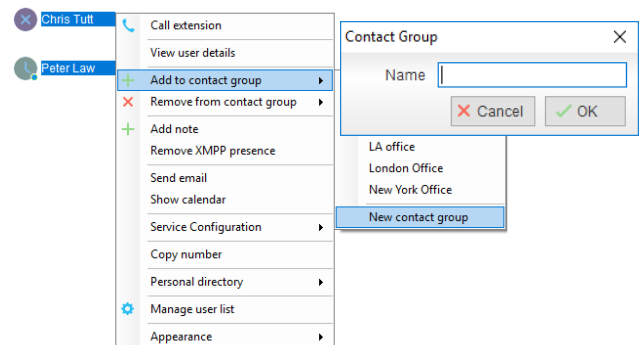 Chris Tutt
Peter Law
Call extension
View user details
Add to contact group
Remove from contact group
Add note
Remove XMPP presence
Send email
Show calendar
Service Configuration
Copy number
Personal directory
Manage user list
Appearance
Contact Group
Name
Cancel
OK
LA office
London Office
New York Office
New contact group